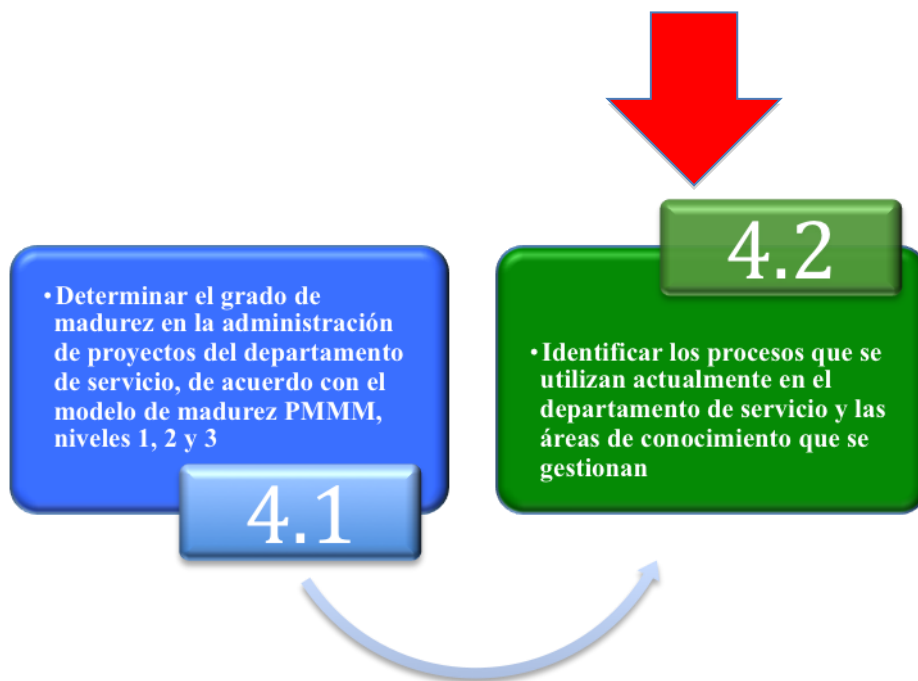 • Determinar el grado de
madurez en la administración
de proyectos del departamento
de servicio, de acuerdo con el
modelo de madurez PMMM,
niveles 1, 2 y 3
4.1
4.2
• Identificar los procesos que se
utilizan actualmente en el
departamento de servicio y las
áreas de conocimiento que se
gestionan